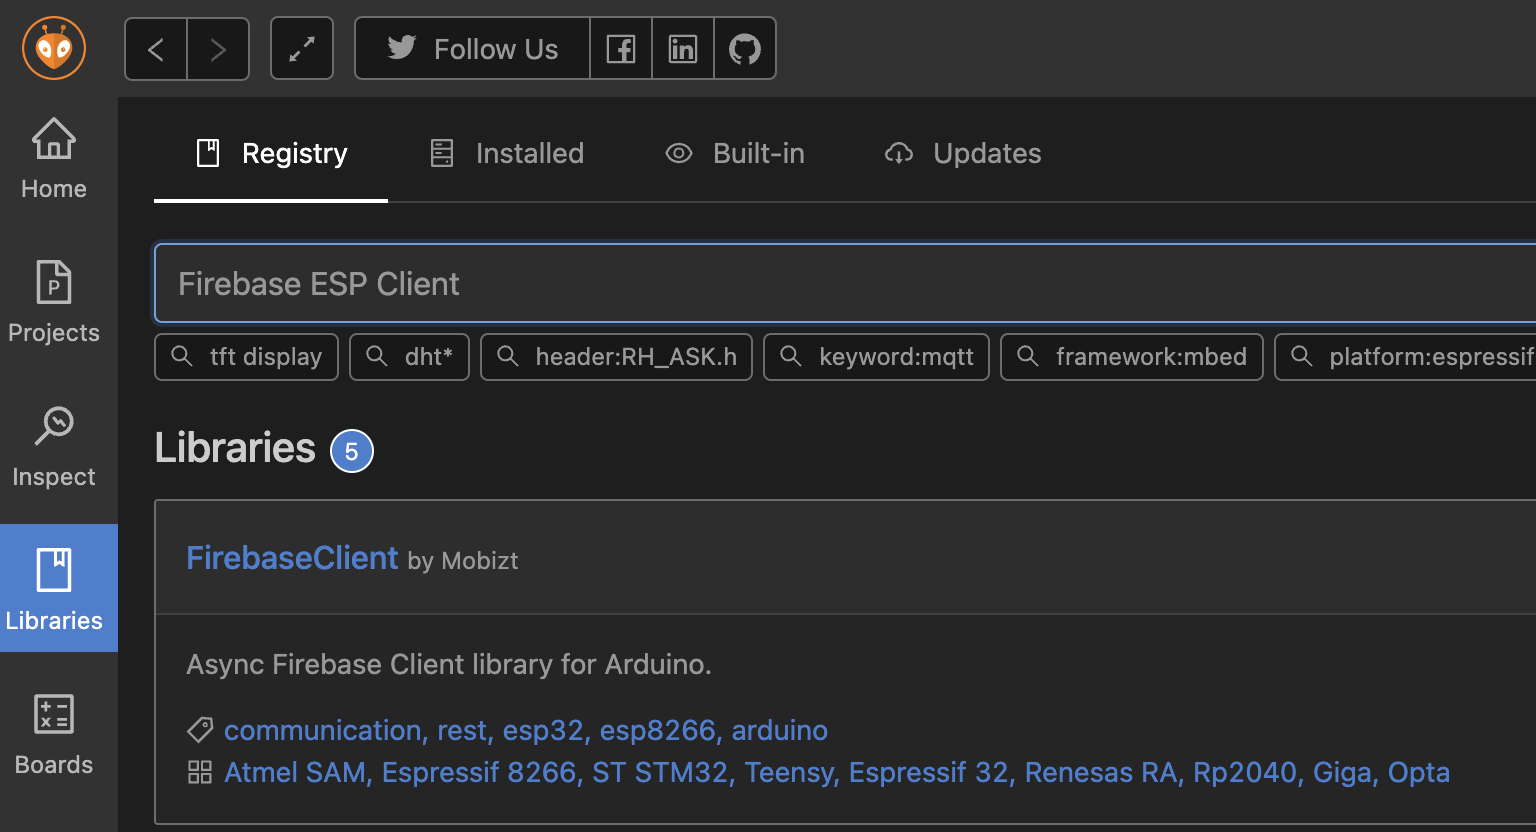 Follow Us
Home
Projects
Inspect
Libraries
Boards
Registry Installed Built-in Updates
Firebase ESP Client
tft display dht* header:RH_ASK.h keyword:mqtt framework:mbed platform:espressif
Libraries 5
FirebaseClient by Mobizt
Async Firebase Client library for Arduino.
communication, rest, esp32, esp8266, arduino
Atmel SAM, Espressif 8266, ST STM32, Teensy, Espressif 32, Renesas RA, Rp2040, Giga, Opta